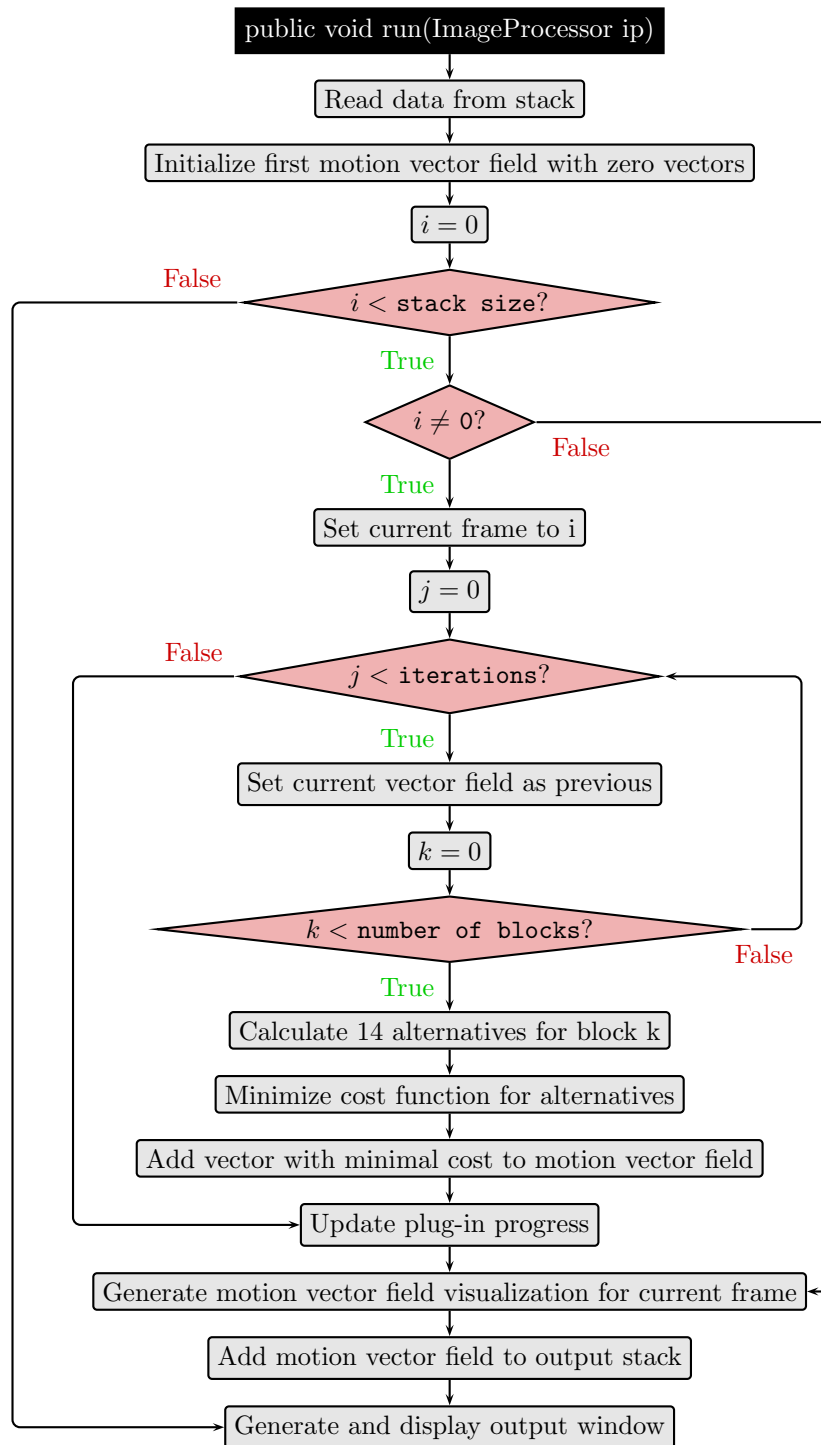 public void run(ImageProcessor ip)
Read data from stack
Initialize first motion vector field with zero vectors
i = 0
False
i < stack size?
True
i ≠ 0?
False
True
Set current frame to i
j = 0
False
j < iterations?
True
Set current vector field as previous
k = 0
k < number of blocks?
False
True
Calculate 14 alternatives for block k
Minimize cost function for alternatives
Add vector with minimal cost to motion vector field
Update plug-in progress
Generate motion vector field visualization for current frame
Add motion vector field to output stack
Generate and display output window